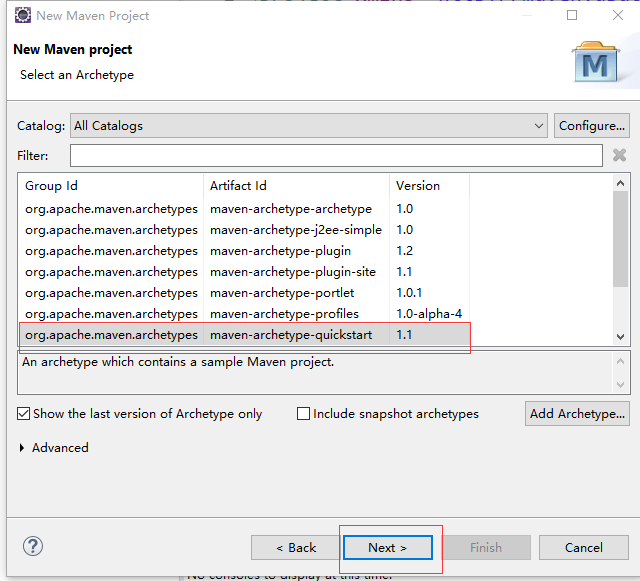 New Maven Project
New Maven project
Select an Archetype
M
Catalog: All Catalogs Configure...
Filter:
Group Id Artifact Id Version
org.apache.maven.archetypes maven-archetype-archetype 1.0
org.apache.maven.archetypes maven-archetype-j2ee-simple 1.0
org.apache.maven.archetypes maven-archetype-plugin 1.2
org.apache.maven.archetypes maven-archetype-plugin-site 1.1
org.apache.maven.archetypes maven-archetype-portlet 1.0.1
org.apache.maven.archetypes maven-archetype-profiles 1.0-alpha-4
org.apache.maven.archetypes maven-archetype-quickstart 1.1
An archetype which contains a sample Maven project.
Show the last version of Archetype only Include snapshot archetypes Add Archetype...
Advanced
? < Back Next > Finish Cancel
No consoles to display at this time.